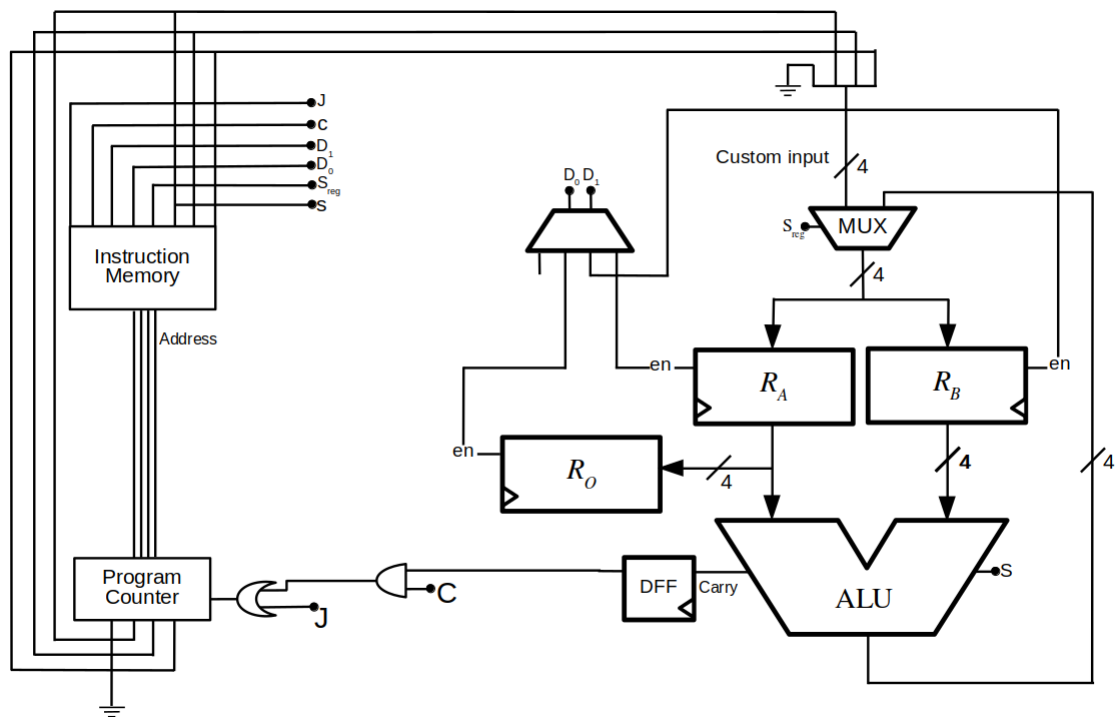 J
c
D1
D0
Sreg
s
Instruction
Memory
Address
Program
Counter
J
C
DFF
Carry
D0 D1
Custom input
4
Sreg
MUX
4
en
RA
RB
en
en
RO
4
4
4
S
ALU